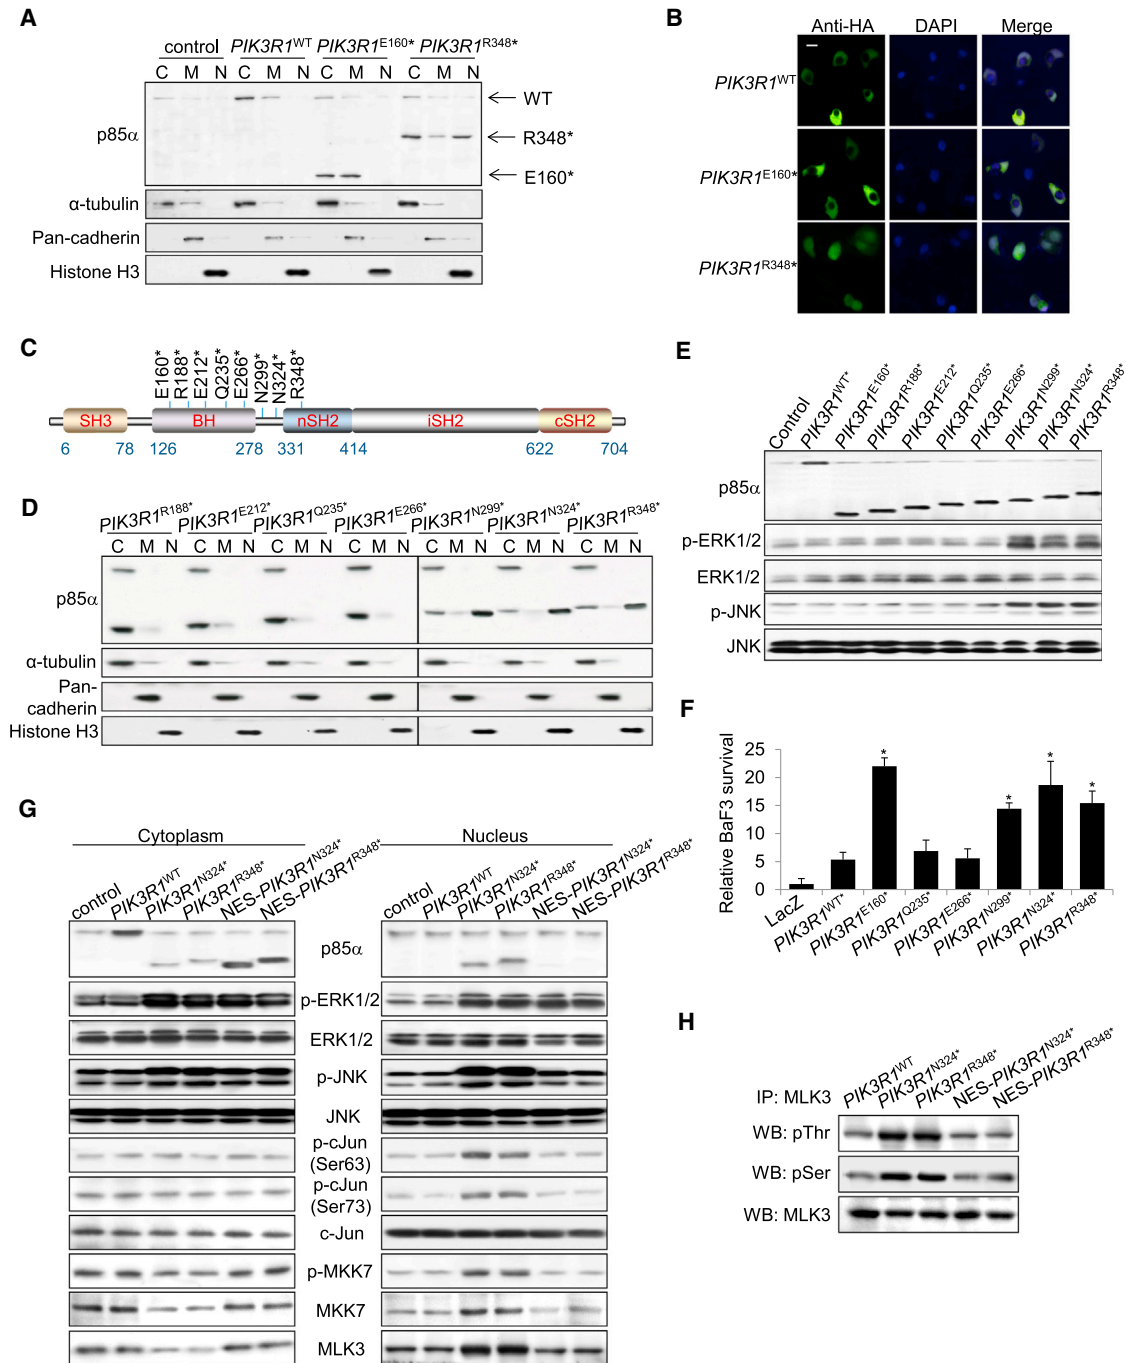 A
control PIK3R1WT PIK3R1E160* PIK3R1R348*
C M N C M N C M N C M N
p85α
WT
R348*
E160*
α-tubulin
Pan-cadherin
Histone H3
B
Anti-HA DAPI Merge
PIK3R1WT
PIK3R1E160*
PIK3R1R348*
C
E160* R188* E212* Q235* E266* N299* N324* R348*
SH3 BH nSH2 iSH2 cSH2
6 78 126 278 331 414 622 704
D
PIK3R1R188* PIK3R1E212* PIK3R1Q235* PIK3R1E266* PIK3R1N299* PIK3R1N324* PIK3R1R348*
C M N C M N C M N C M N C M N C M N C M N
p85α
α-tubulin
Pan-
cadherin
Histone H3
E
Control PIK3R1WT* PIK3R1E160* PIK3R1R188* PIK3R1E212* PIK3R1Q235* PIK3R1E266* PIK3R1N299* PIK3R1N324* PIK3R1R348*
p85α
p-ERK1/2
ERK1/2
p-JNK
JNK
F
Relative BaF3 survival
25
20
15
10
5
0
* * * *
LacZ PIK3R1WT* PIK3R1E160* PIK3R1Q235* PIK3R1E266* PIK3R1N299* PIK3R1N324* PIK3R1R348*
G
Cytoplasm Nucleus
control PIK3R1WT PIK3R1N324* PIK3R1R348* NES-PIK3R1N324* NES-PIK3R1R348*
control PIK3R1WT PIK3R1N324* PIK3R1R348* NES-PIK3R1N324* NES-PIK3R1R348*
p85α
p-ERK1/2
ERK1/2
p-JNK
JNK
p-cJun
(Ser63)
p-cJun
(Ser73)
c-Jun
p-MKK7
MKK7
MLK3
H
PIK3R1WT PIK3R1N324* PIK3R1R348* NES-PIK3R1N324* NES-PIK3R1R348*
IP: MLK3
WB: pThr
WB: pSer
WB: MLK3